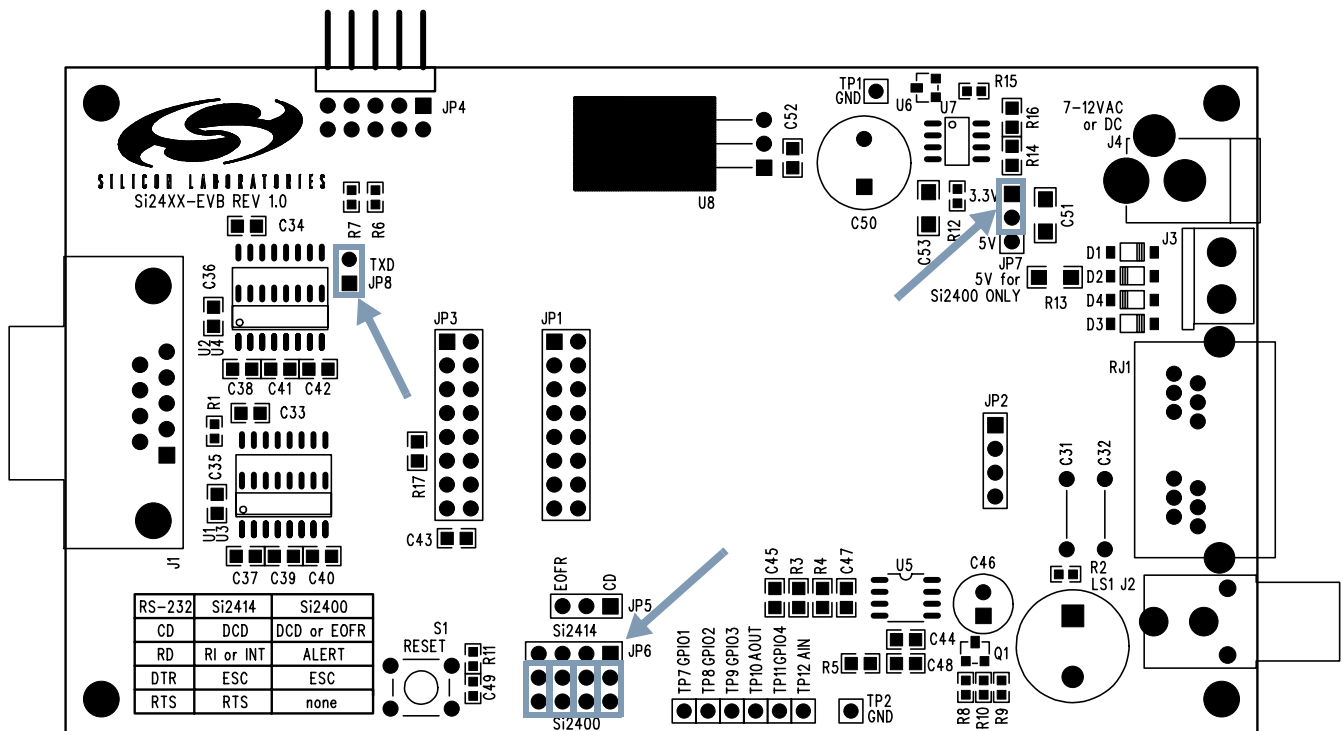 JP4
SILICON LABORATORIES
Si24XX-EVB REV 1.0
C34
R7
R6
TXD
JP8
C36
U2
U4
C38
C41
C42
R1
C33
C35
U1
U3
C37
C39
C40
J1
JP3
JP1
R17
C43
U8
C52
TP1
GND
C50
U6
U7
R15
R16
R14
C53
R12
3.3V
5V
JP7
5V for
Si2400 ONLY
C51
R13
7-12VAC
or DC
J4
J3
D1
D2
D4
D3
RJ1
JP2
C31
C32
R2
LS1
J2
RS-232 Si2414 Si2400
CD DCD DCD or EOFR
RD RI or INT ALERT
DTR ESC ESC
RTS RTS none
S1
RESET
R11
C49
EOFR
CD
JP5
Si2414
JP6
Si2400
C45
R3
R4
C47
U5
C46
C44
C48
R5
Q1
R8
R10
R9
TP7 GPIO1
TP8 GPIO2
TP9 GPIO3
TP10 AOUT
TP11 GPIO4
TP12 AIN
TP2
GND